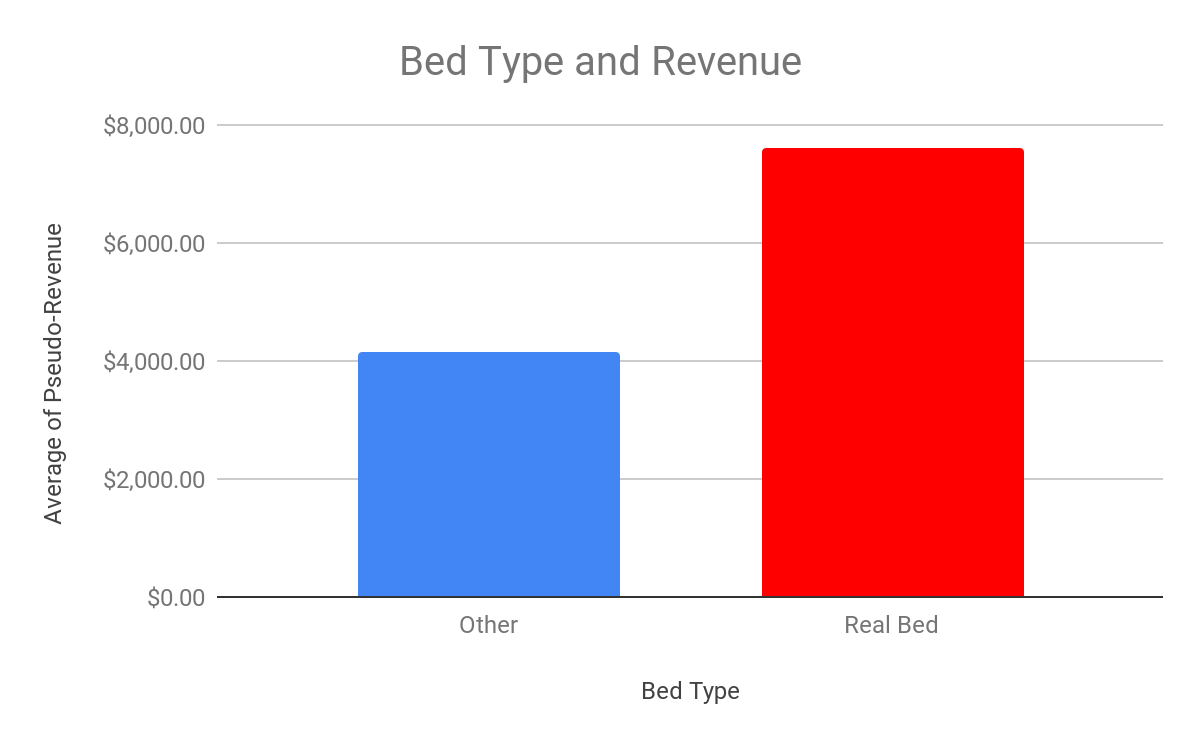 Bed Type and Revenue
$8,000.00
$6,000.00
$4,000.00
$2,000.00
$0.00
Average of Pseudo-Revenue
Other
Real Bed
Bed Type